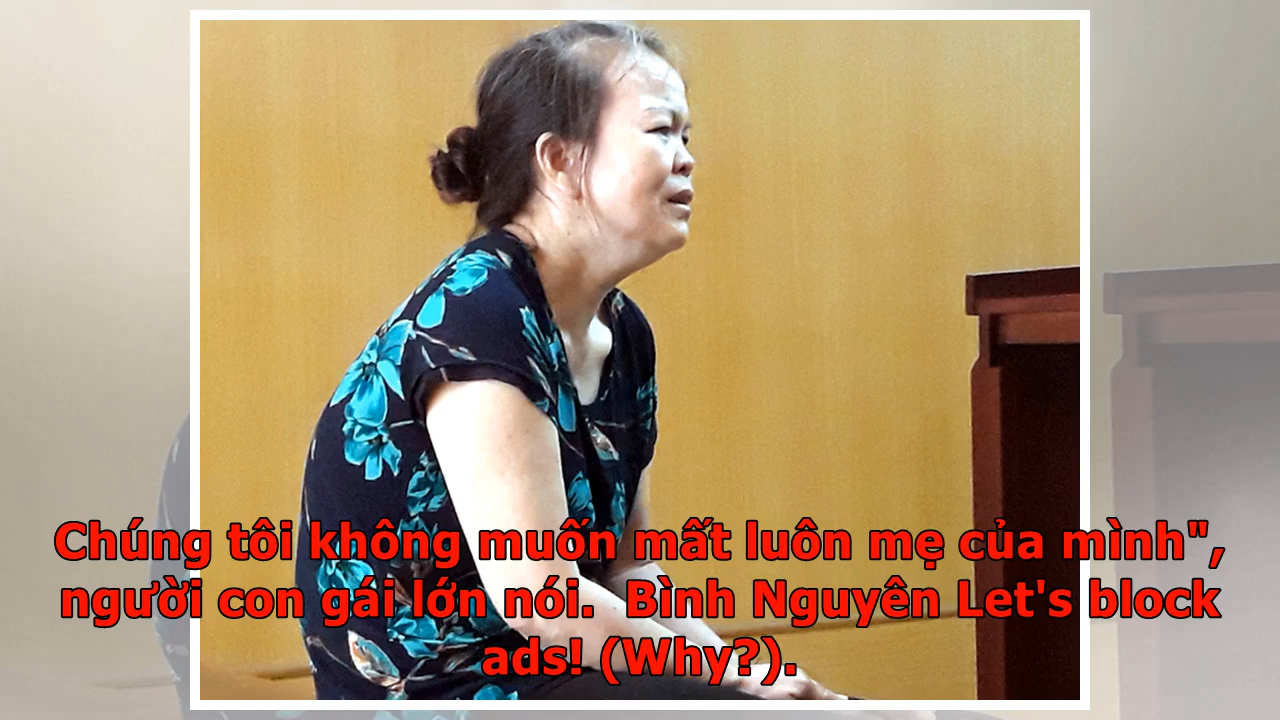 Chúng tôi không muốn mất luôn mẹ của mình",
người con gái lớn nói.  Bình Nguyên Let's block
ads! (Why?).